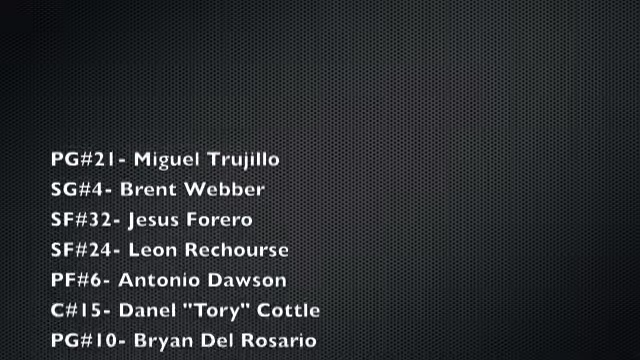 PG#21- Miguel Trujillo
SG#4- Brent Webber
SF#32- Jesus Forero
SF#24- Leon Rechourse
PF#6- Antonio Dawson
C#15- Danel "Tory" Cottle
PG#10- Bryan Del Rosario